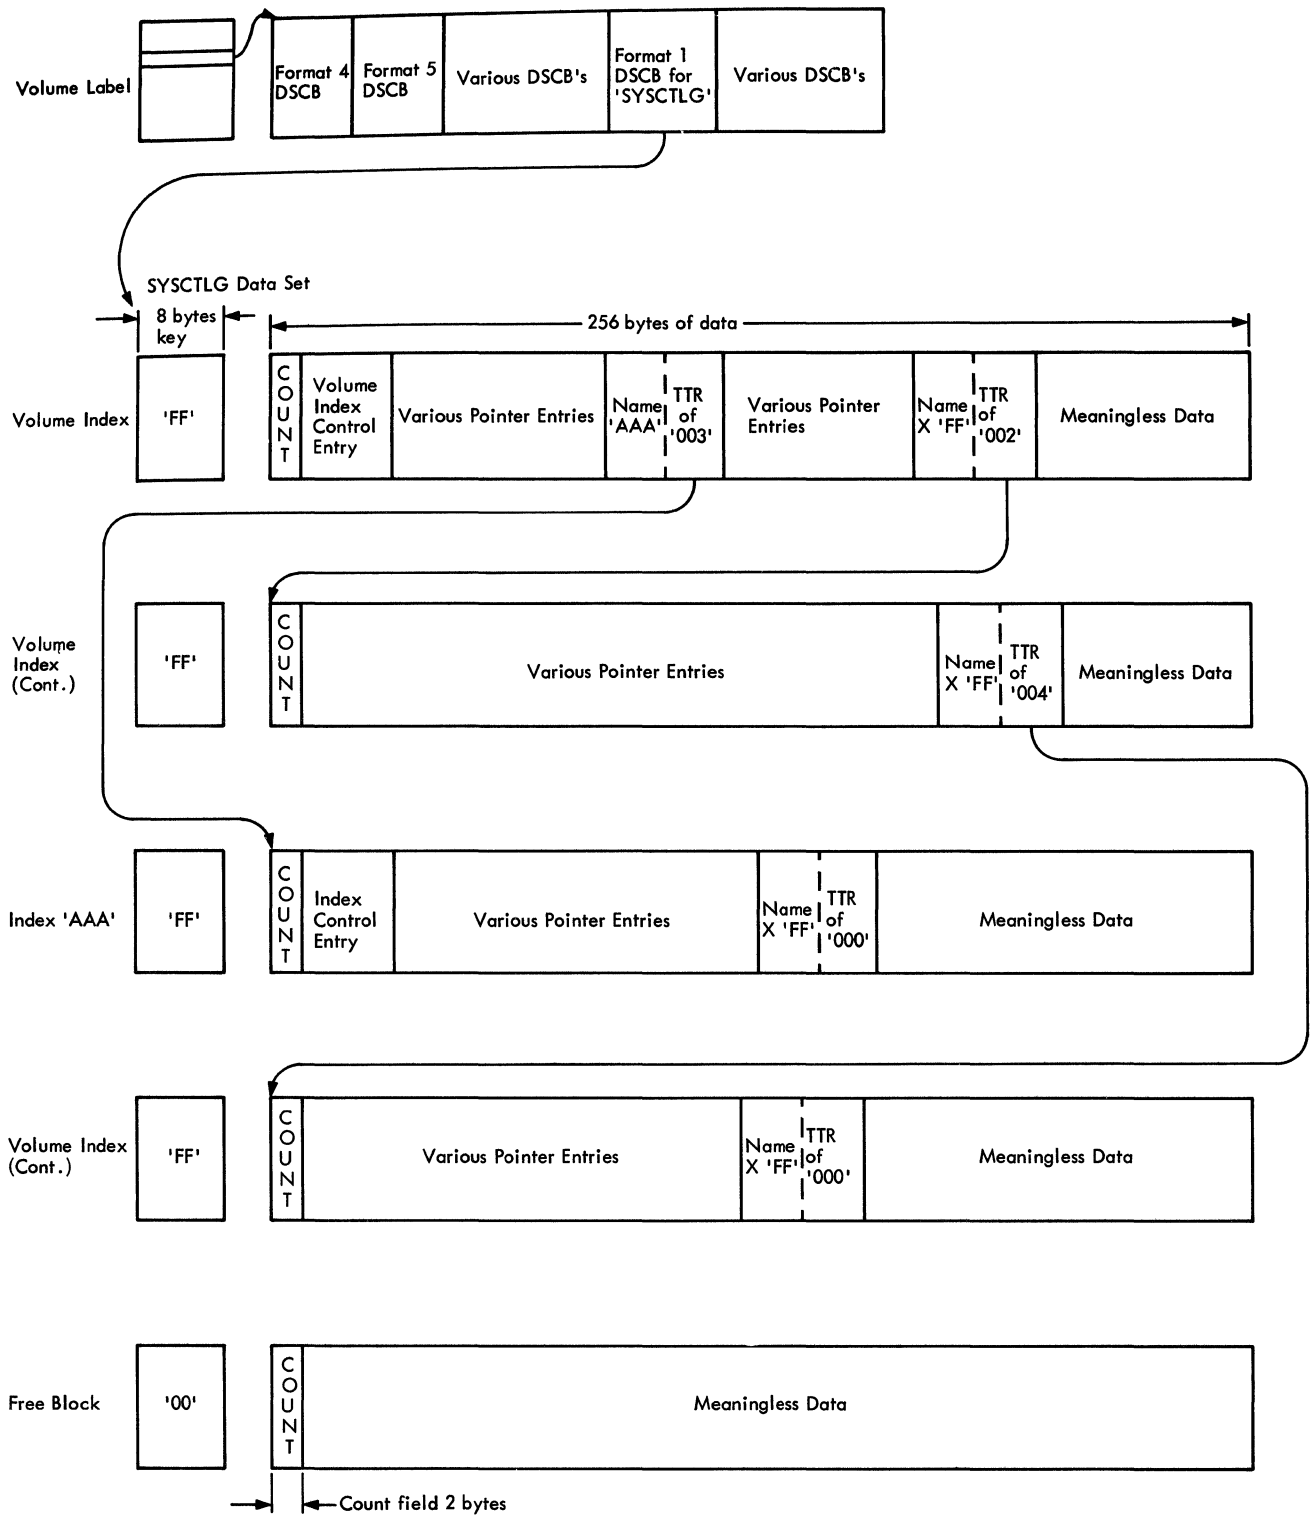 Volume Label
Format 4
DSCB
Format 5
DSCB
Various DSCB's
Format 1
DSCB for
'SYSCTLG'
Various DSCB's
SYSCTLG Data Set
8 bytes
key
256 bytes of data
Volume Index
'FF'
COUNT
Volume
Index
Control
Entry
Various Pointer Entries
Name
'AAA'
TTR
of
'003'
Various Pointer
Entries
Name
X 'FF'
TTR
of
'002'
Meaningless Data
Volume
Index
(Cont.)
'FF'
COUNT
Various Pointer Entries
Name
X 'FF'
TTR
of
'004'
Meaningless Data
Index 'AAA'
'FF'
COUNT
Index
Control
Entry
Various Pointer Entries
Name
X 'FF'
TTR
of
'000'
Meaningless Data
Volume Index
(Cont.)
'FF'
COUNT
Various Pointer Entries
Name
X 'FF'
TTR
of
'000'
Meaningless Data
Free Block
'00'
COUNT
Meaningless Data
Count field 2 bytes